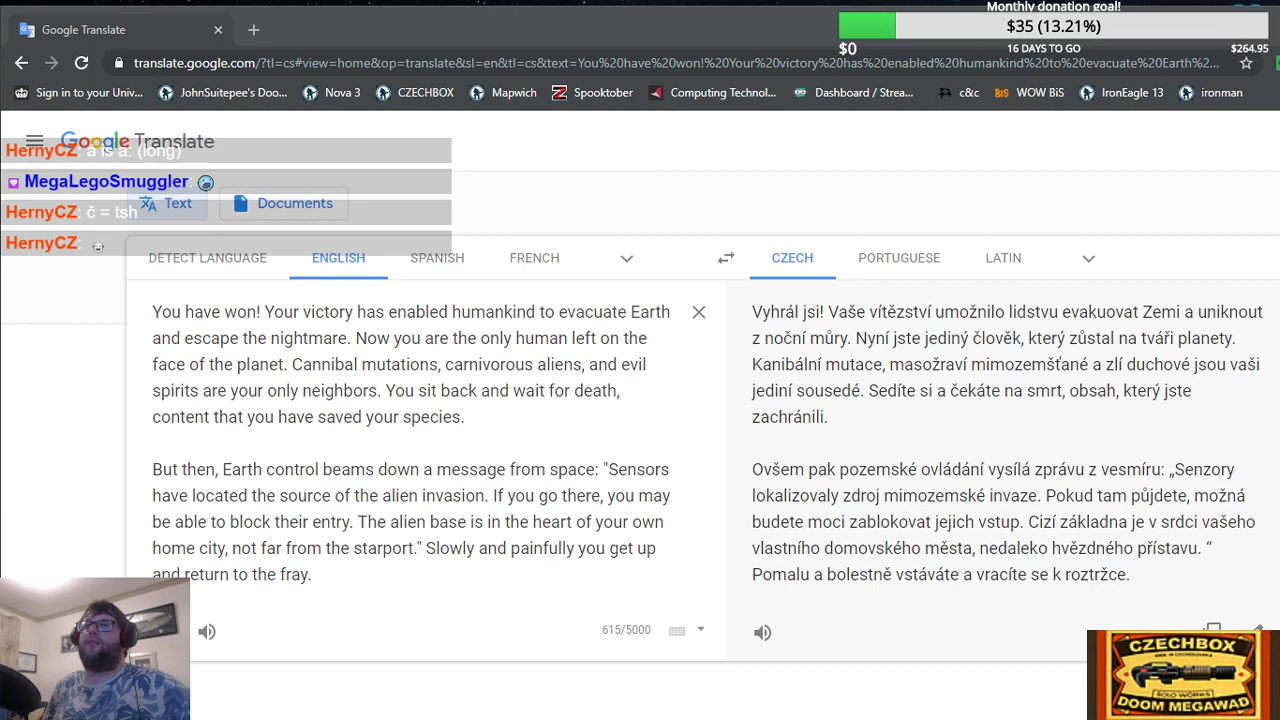 Monthly donation goal!
Google Translate
$35 (13.21%)
$0
16 DAYS TO GO
$264.95
translate.google.com/?tl=cs#view=home&op=translate&sl=en&tl=cs&text=You%20have%20won!%20Your%20victory%20has%20enabled%20humankind%20to%20evacuate%20Earth%2...
Sign in to your Univ... JohnSuitepee's Doo... Nova 3 CZECHBOX Mapwich Spooktober Computing Technol... Dashboard / Strea... c&c BIS WOW BiS IronEagle 13 ironman
Google Translate
HernyCZ: á is a: (long)
MegaLegoSmuggler:
Text Documents
HernyCZ: č = tsh
HernyCZ:
DETECT LANGUAGE ENGLISH SPANISH FRENCH
CZECH PORTUGUESE LATIN
You have won! Your victory has enabled humankind to evacuate Earth
and escape the nightmare. Now you are the only human left on the
face of the planet. Cannibal mutations, carnivorous aliens, and evil
spirits are your only neighbors. You sit back and wait for death,
content that you have saved your species.
But then, Earth control beams down a message from space: "Sensors
have located the source of the alien invasion. If you go there, you may
be able to block their entry. The alien base is in the heart of your own
home city, not far from the starport." Slowly and painfully you get up
and return to the fray.
615/5000
Vyhrál jsi! Vaše vítězství umožnilo lidstvu evakuovat Zemi a uniknout
z noční můry. Nyní jste jediný člověk, který zůstal na tváři planety.
Kanibální mutace, masožraví mimozemšťané a zlí duchové jsou vaši
jediní sousedé. Sedíte si a čekáte na smrt, obsah, který jste
zachránili.
Ovšem pak pozemské ovládání vysílá zprávu z vesmíru: „Senzory
lokalizovaly zdroj mimozemské invaze. Pokud tam půjdete, možná
budete moci zablokovat jejich vstup. Cizí základna je v srdci vašeho
vlastního domovského města, nedaleko hvězdného přístavu. “
Pomalu a bolestně vstáváte a vracíte se k roztržce.
CZECHBOX
MADE IN CZECHOSLOVAKIA
SOLO WORKS
DOOM MEGAWAD